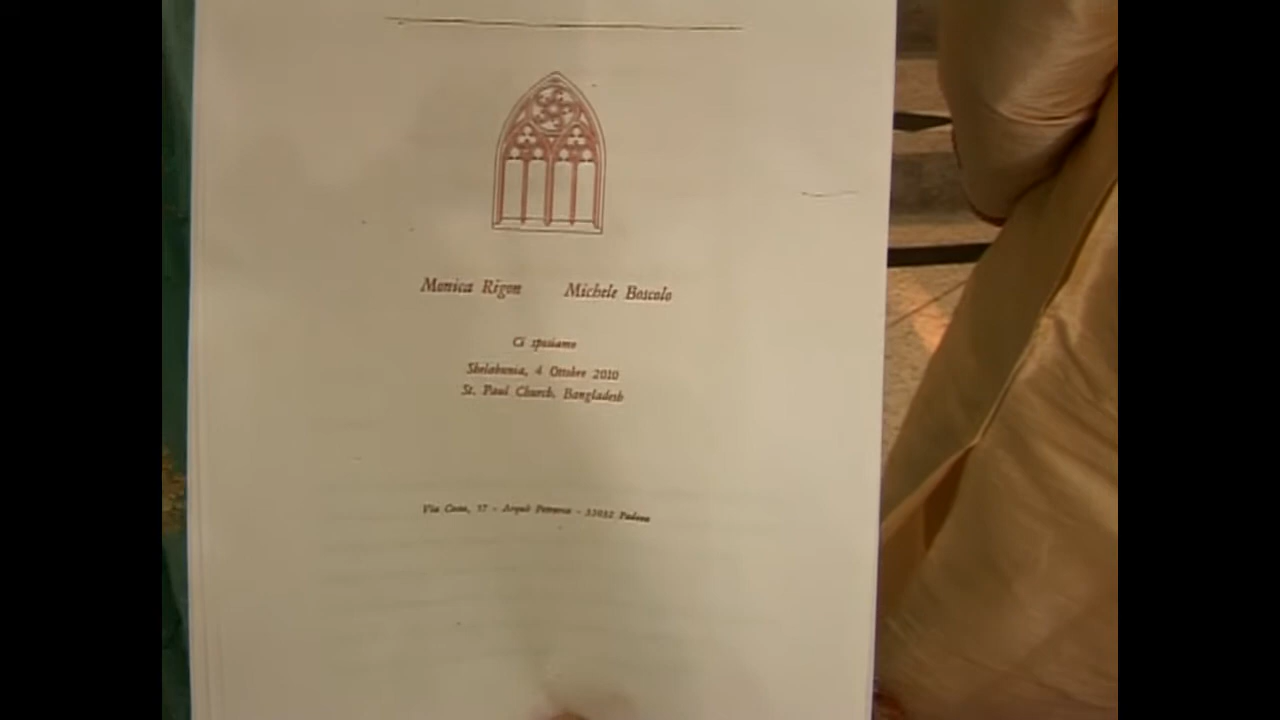 Monica Rigon Michele Boscolo
Ci sposiamo
Shelabunia, 4 Ottobre 2010
St. Paul Church, Bangladesh
Via Costa, 17 - Arquà Petrarca - 35032 Padova